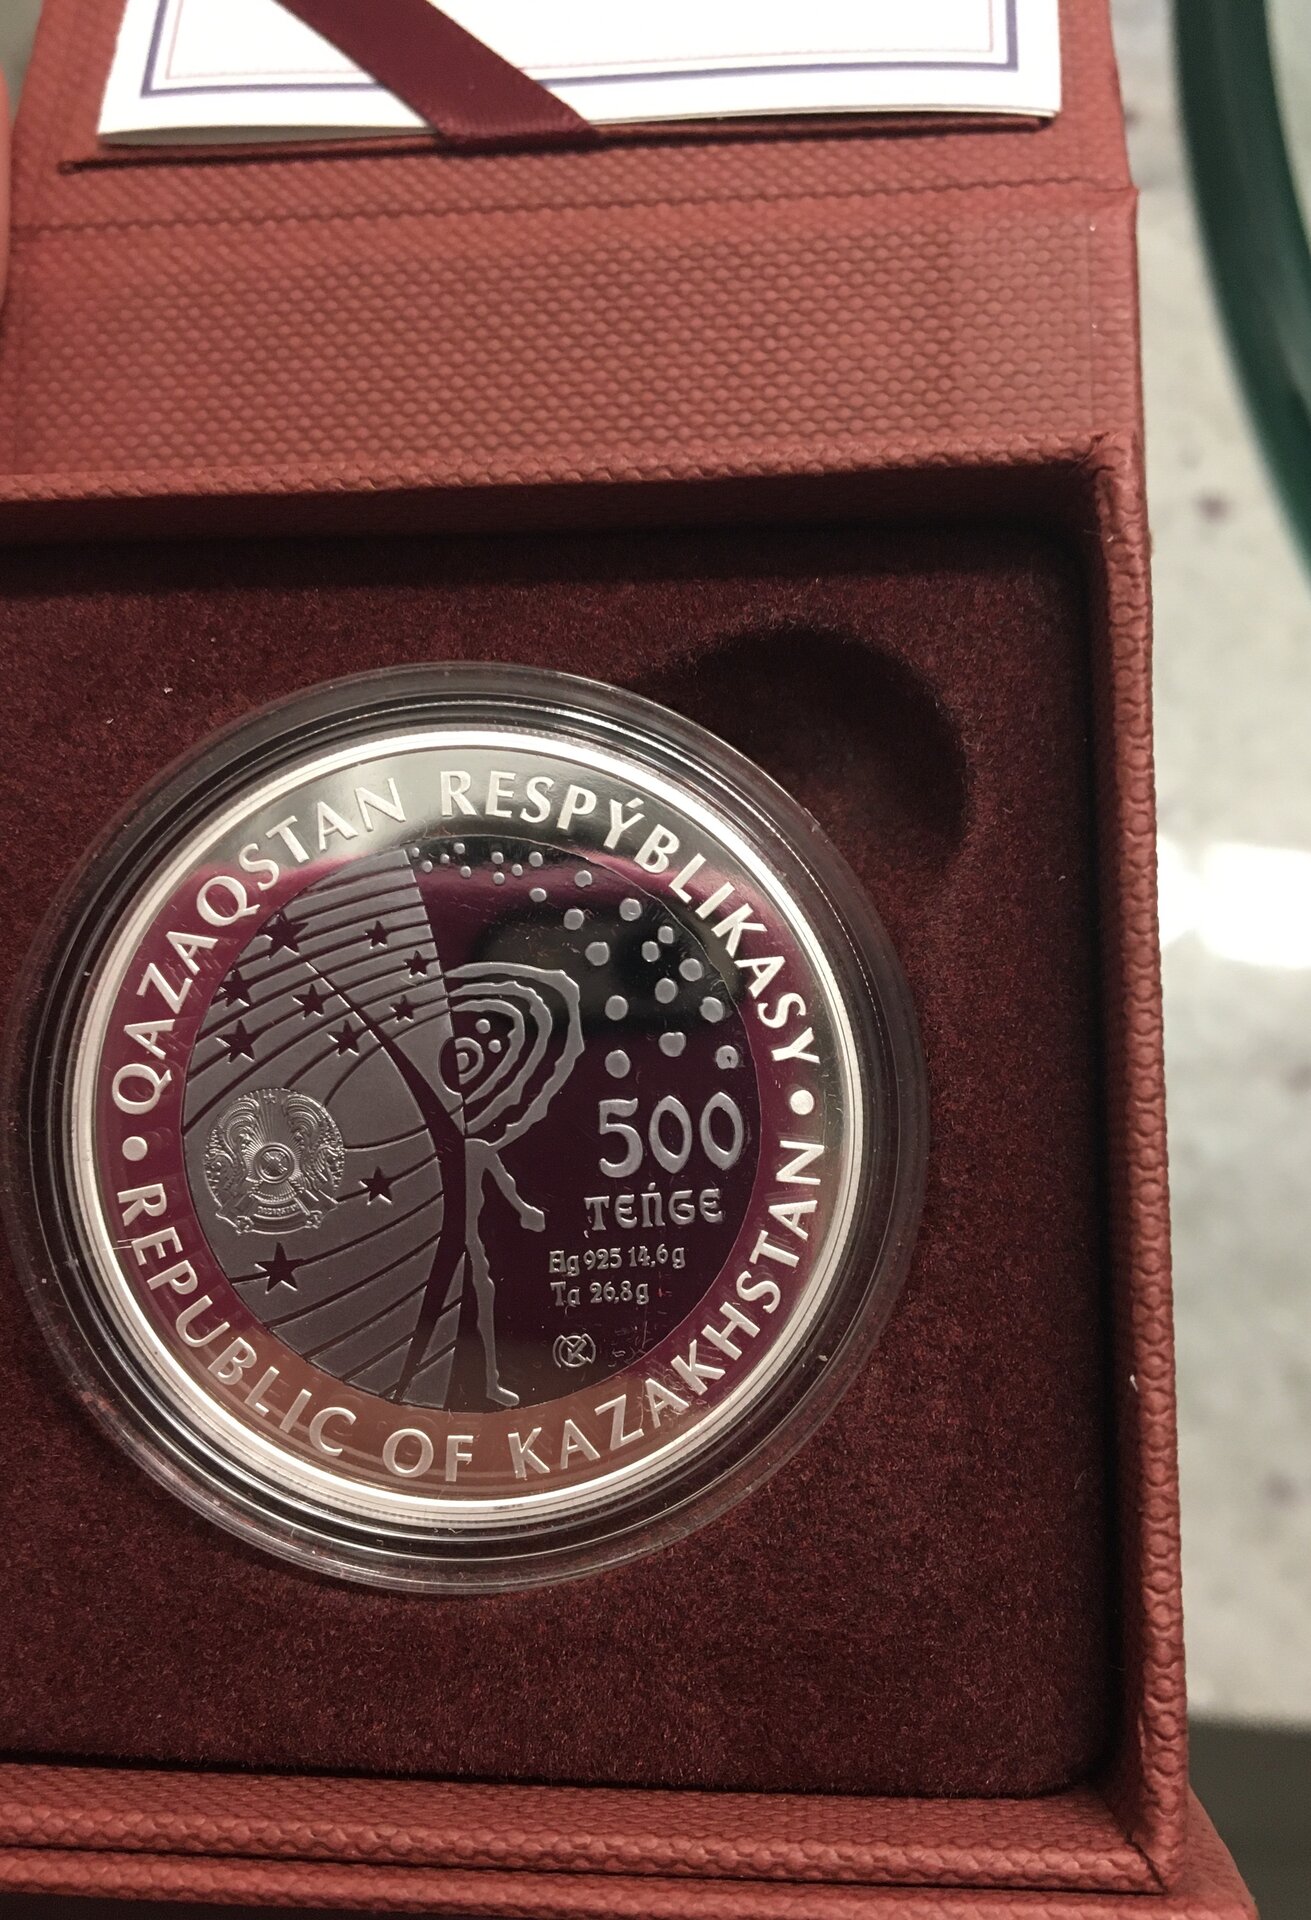 QAZAQSTAN RESPÝBLIKASY
500
TEŃGE
Ag 925 14,6 g
Ta 26,8 g
REPUBLIC OF KAZAKHSTAN